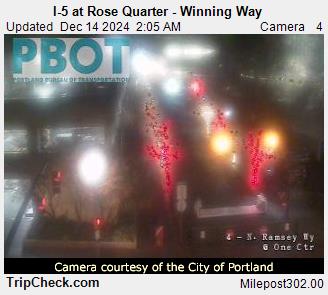 I-5 at Rose Quarter - Winning Way
Updated Dec 14 2024 2:05 AM Camera 4
PBOT
PORTLAND BUREAU OF TRANSPORTATION
4 - N. Ramsey Wy
@ One Ctr
Camera courtesy of the City of Portland
TripCheck.com Milepost302.00